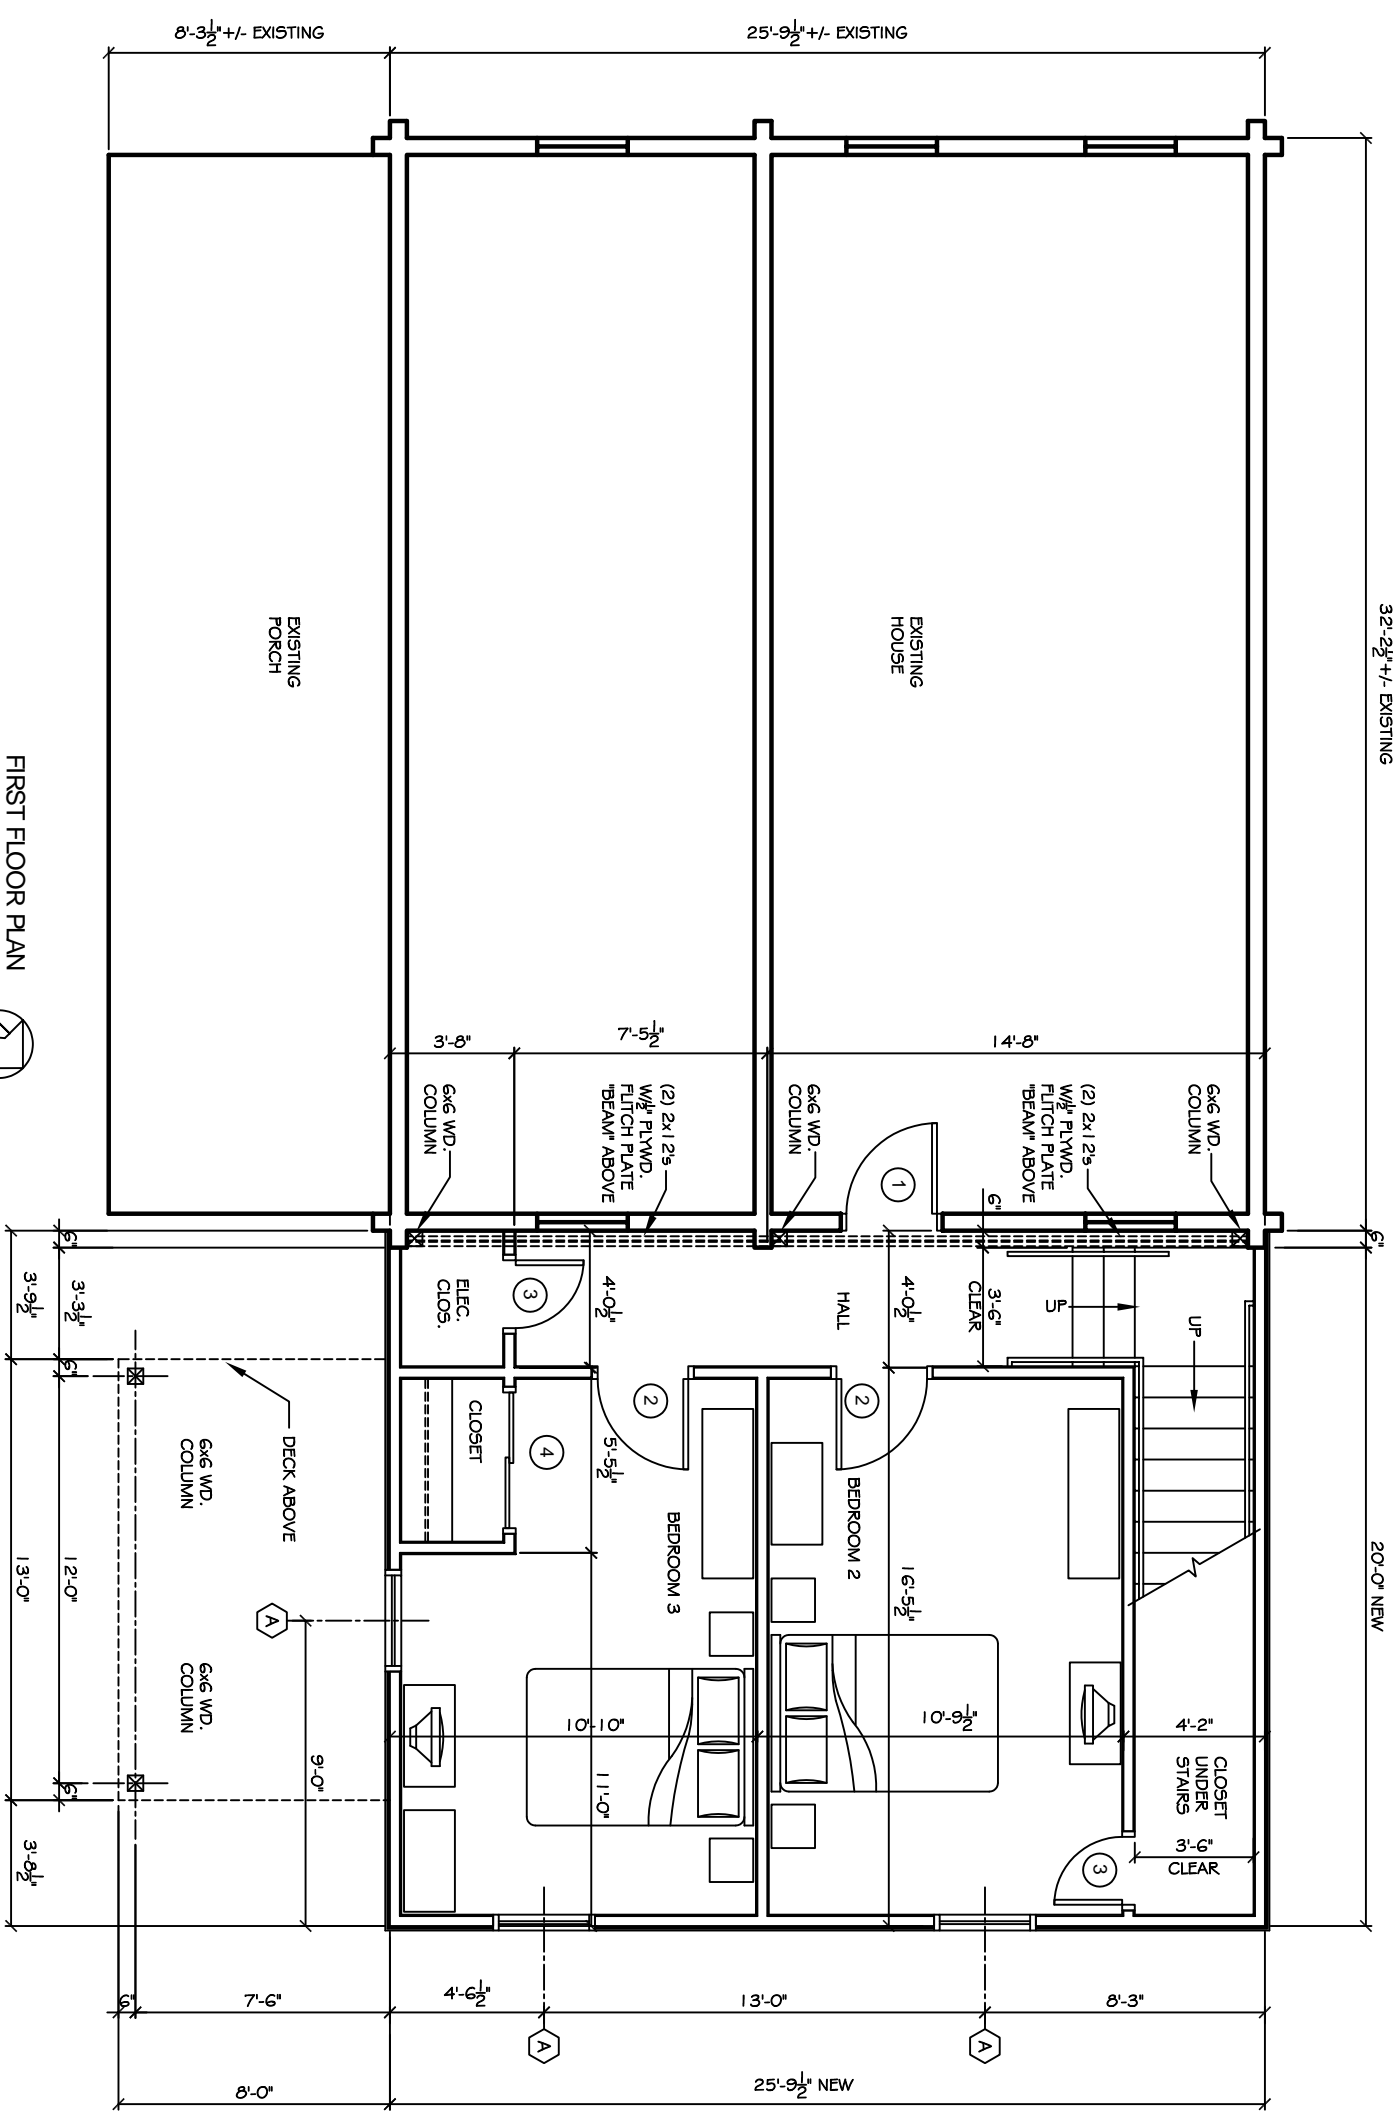 8'-3½"+/- EXISTING
25'-9½"+/- EXISTING
32'-2½"+/- EXISTING
6"
20'-0" NEW
EXISTING
HOUSE
EXISTING
PORCH
3'-8"
7'-5½"
14'-8"
6x6 WD.
COLUMN
(2) 2x12's
W/½" PLYWD.
FLITCH PLATE
"BEAM" ABOVE
6x6 WD.
COLUMN
(2) 2x12's
W/½" PLYWD.
FLITCH PLATE
"BEAM" ABOVE
6x6 WD.
COLUMN
1
6"
3'-6"
CLEAR
UP
UP
HALL
4'-0½"
4'-0½"
ELEC.
CLOS.
3
2
2
CLOSET
4
5'-5½"
BEDROOM 3
BEDROOM 2
16'-5½"
10'-10"
10'-9½"
4'-2"
11'-0"
CLOSET
UNDER
STAIRS
3'-6"
CLEAR
3
DECK ABOVE
6x6 WD.
COLUMN
6x6 WD.
COLUMN
A
9'-0"
6"
3'-3½"
6"
12'-0"
6"
3'-9½"
13'-0"
3'-8½"
6"
7'-6"
4'-6½"
13'-0"
8'-3"
A
A
8'-0"
25'-9½" NEW
FIRST FLOOR PLAN